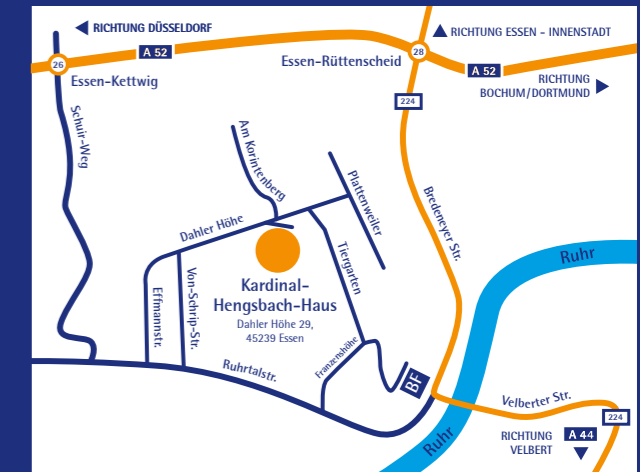 RICHTUNG DÜSSELDORF
RICHTUNG ESSEN - INNENSTADT
26
A 52
28
Essen-Rüttenscheid
A 52
Essen-Kettwig
RICHTUNG
BOCHUM/DORTMUND
224
Schuir-Weg
Am Korintenberg
Plattenweiler
Bredeneyer Str.
Dahler Höhe
Tiergarten
Ruhr
Effmannstr.
Von-Schrip-Str.
Kardinal-
Hengsbach-Haus
Dahler Höhe 29,
45239 Essen
Franzenshöhe
Ruhrtalstr.
BF
Velberter Str.
224
Ruhr
RICHTUNG
VELBERT
A 44